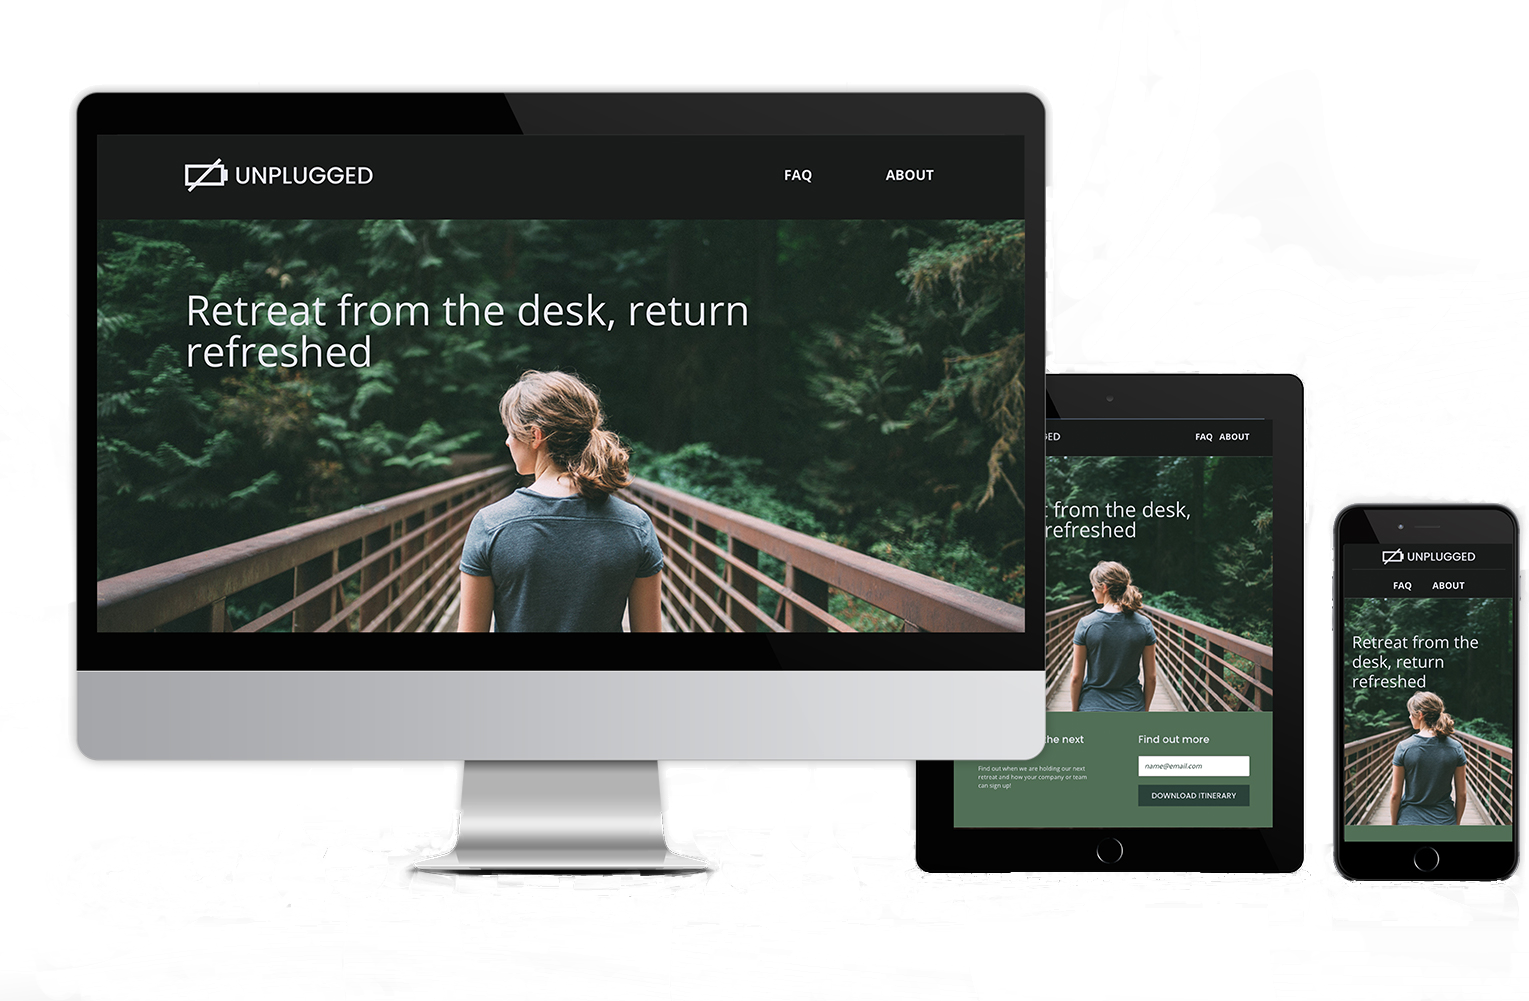 UNPLUGGED
FAQ ABOUT
Retreat from the desk, return
refreshed
GED
FAQ ABOUT
from the desk,
refreshed
he next
Find out when we are holding our next
retreat and how your company or team
can sign up!
Find out more
name@email.com
DOWNLOAD ITINERARY
UNPLUGGED
FAQ ABOUT
Retreat from the
desk, return
refreshed